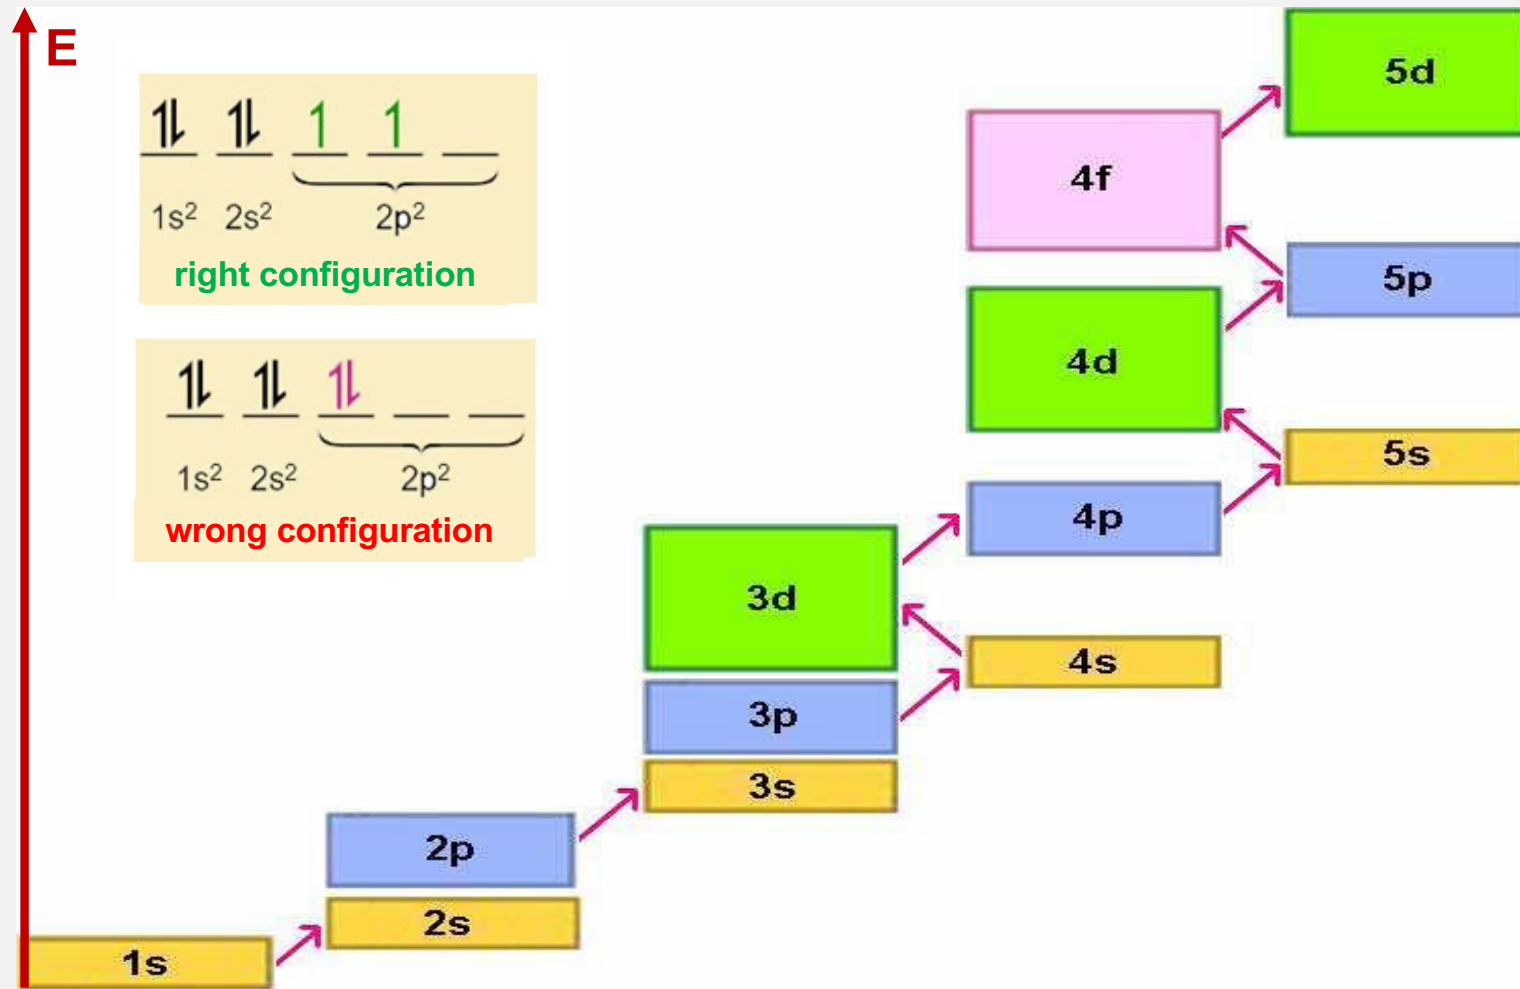 E
1s² 2s² 2p²
right configuration
1s² 2s² 2p²
wrong configuration
5d
4f
5p
4d
5s
4p
3d
4s
3p
3s
2p
2s
1s